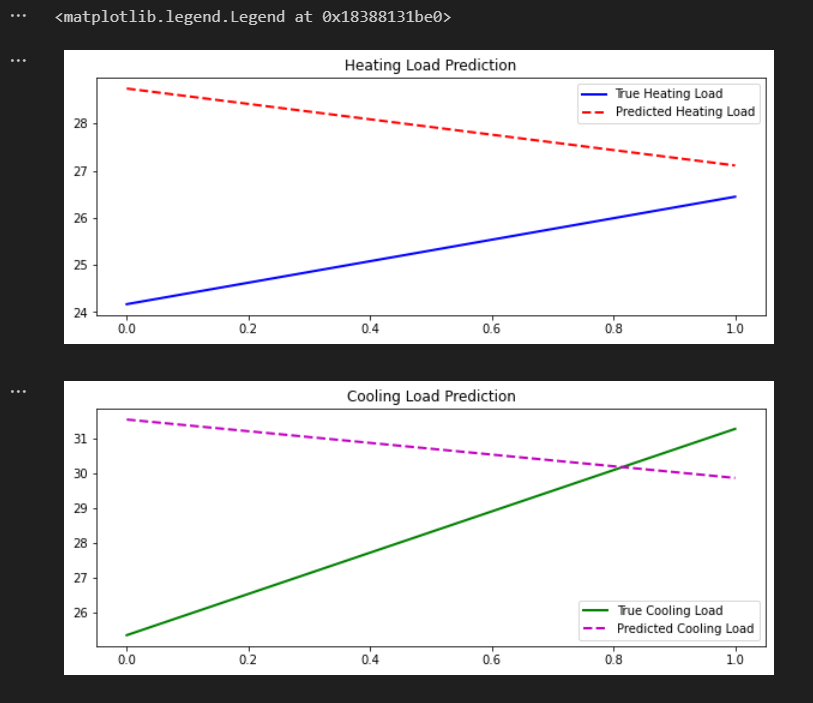 ... <matplotlib.legend.Legend at 0x18388131be0>
...
Heating Load Prediction
True Heating Load
Predicted Heating Load
28
27
26
25
24
0.0 0.2 0.4 0.6 0.8 1.0
...
Cooling Load Prediction
31
30
29
28
27
26
True Cooling Load
Predicted Cooling Load
0.0 0.2 0.4 0.6 0.8 1.0